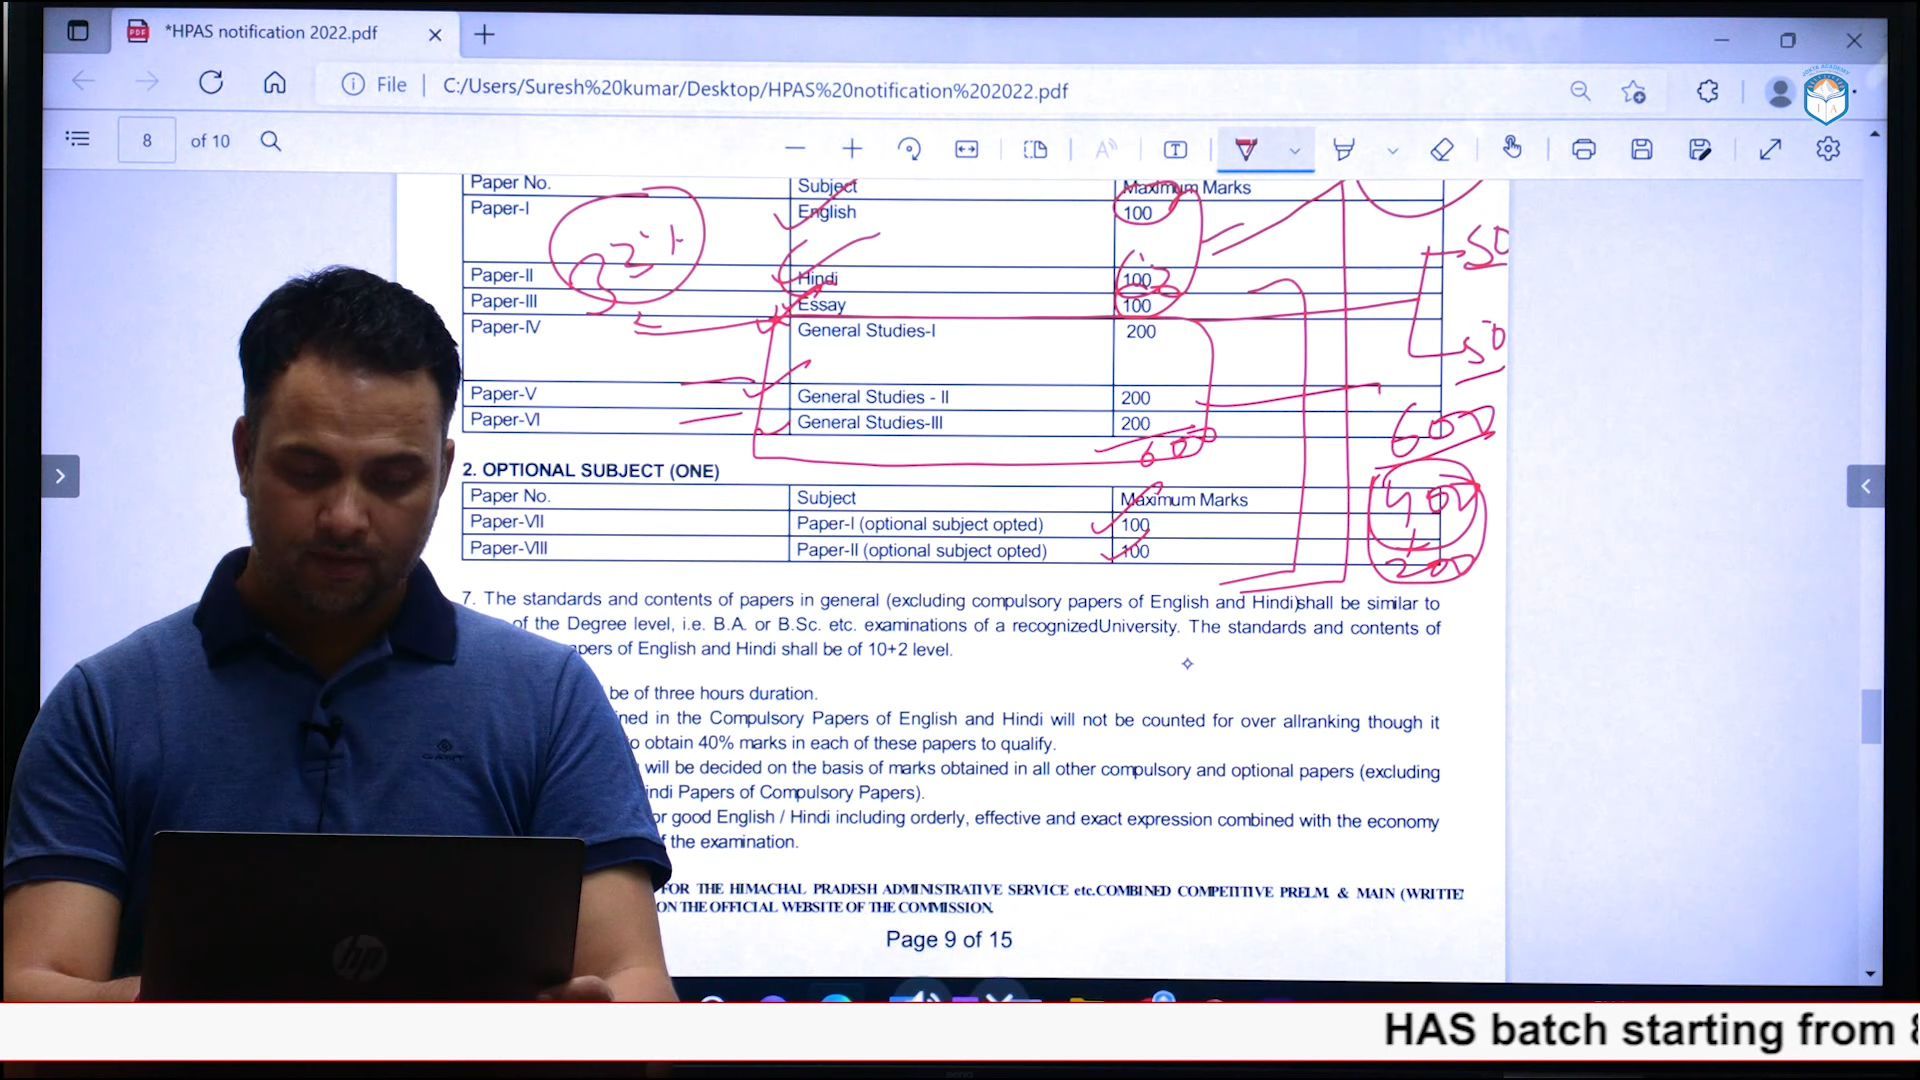 *HPAS notification 2022.pdf
File C:/Users/Suresh%20kumar/Desktop/HPAS%20notification%202022.pdf
8 of 10
Paper No. Subject Maximum Marks
Paper-I English 100
33%
50
Paper-II Hindi 100
Paper-III Essay 100
Paper-IV General Studies-I 200
50
Paper-V General Studies - II 200
Paper-VI General Studies-III 200
600
600
2. OPTIONAL SUBJECT (ONE)
Paper No. Subject Maximum Marks
400
Paper-VII Paper-I (optional subject opted) 100
Paper-VIII Paper-II (optional subject opted) 100
200
7. The standards and contents of papers in general (excluding compulsory papers of English and Hindi)shall be similar to
of the Degree level, i.e. B.A. or B.Sc. etc. examinations of a recognizedUniversity. The standards and contents of
apers of English and Hindi shall be of 10+2 level.
be of three hours duration.
ined in the Compulsory Papers of English and Hindi will not be counted for over allranking though it
o obtain 40% marks in each of these papers to qualify.
will be decided on the basis of marks obtained in all other compulsory and optional papers (excluding
indi Papers of Compulsory Papers).
or good English / Hindi including orderly, effective and exact expression combined with the economy
f the examination.
FOR THE HIMACHAL PRADESH ADMINISTRATIVE SERVICE etc.COMBINED COMPETITIVE PRELM. & MAIN (WRITTE
ON THE OFFICIAL WEBSITE OF THE COMMISSION.
Page 9 of 15
hp
HAS batch starting from